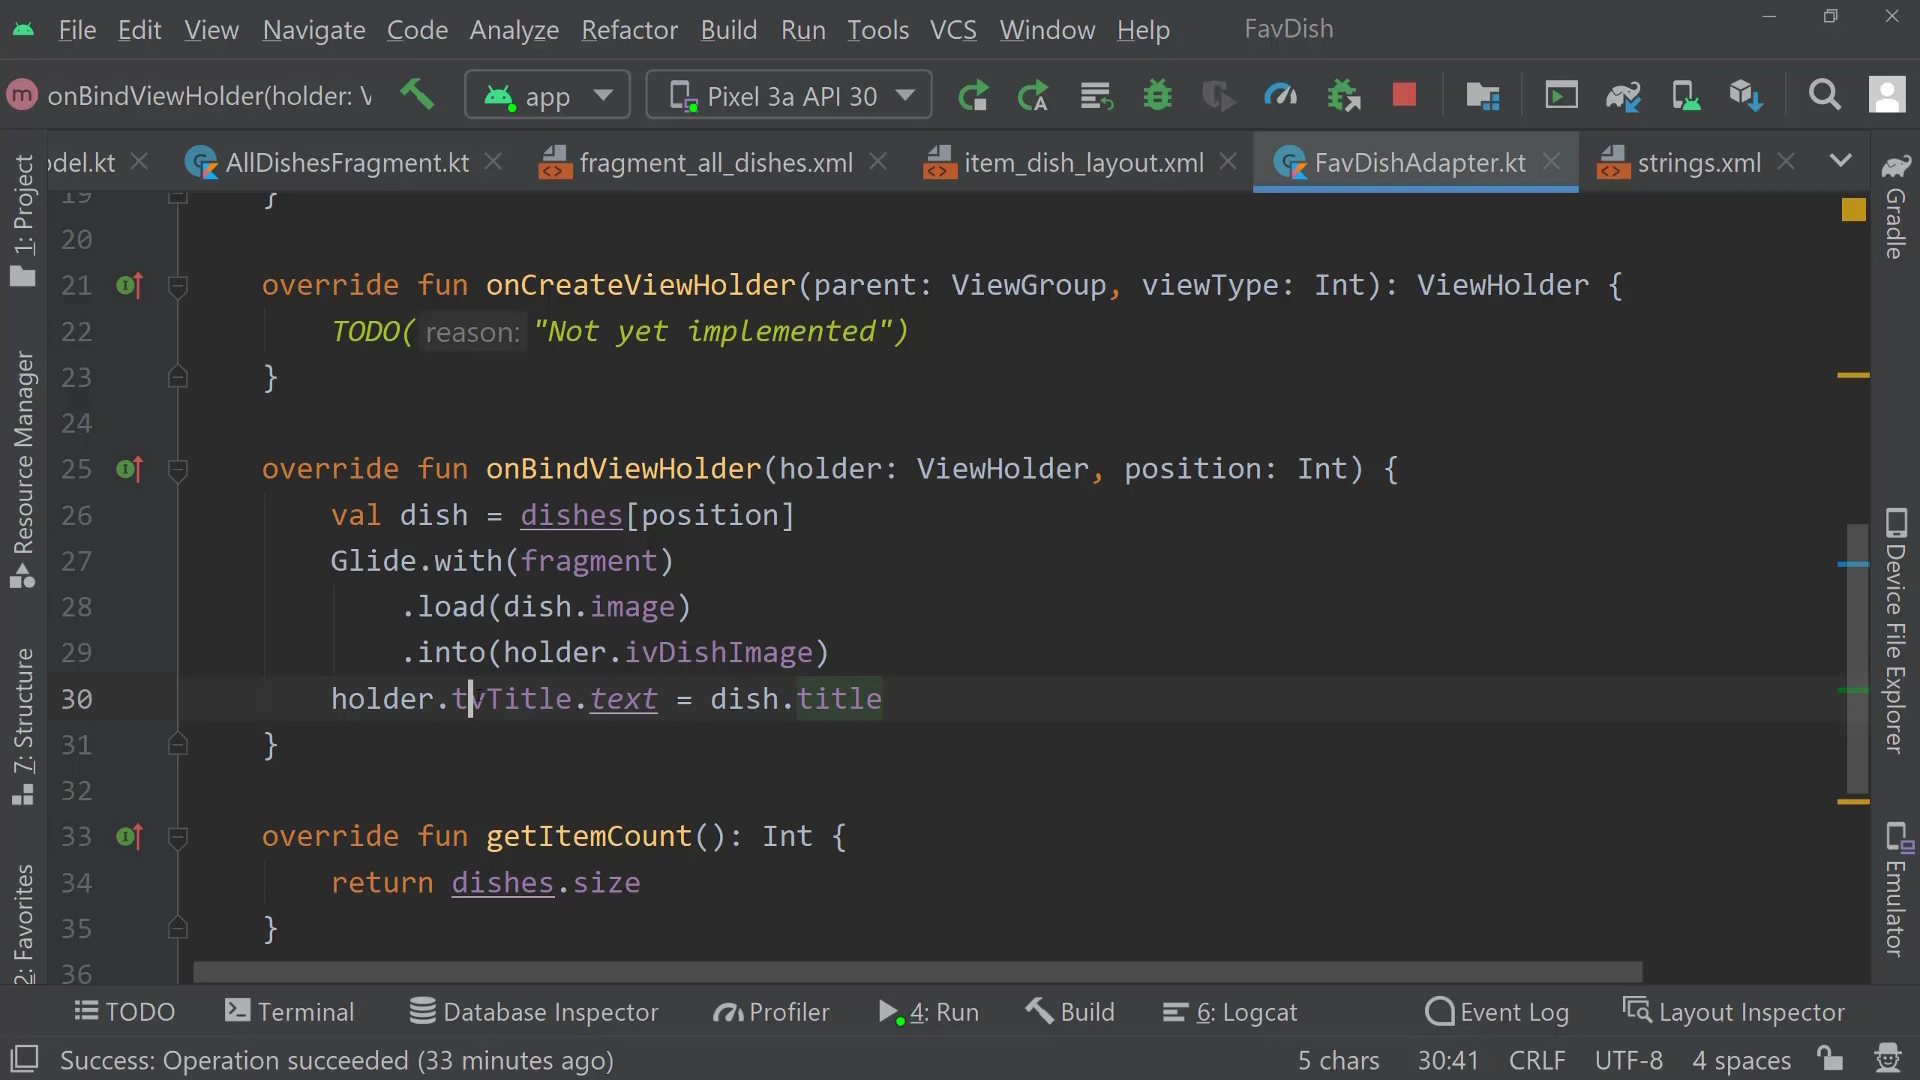 File Edit View Navigate Code Analyze Refactor Build Run Tools VCS Window Help FavDish
m onBindViewHolder(holder: V app Pixel 3a API 30
odel.kt AllDishesFragment.kt fragment_all_dishes.xml item_dish_layout.xml FavDishAdapter.kt strings.xml
1: Project
Resource Manager
7: Structure
2: Favorites
19 }
20
21 override fun onCreateViewHolder(parent: ViewGroup, viewType: Int): ViewHolder {
22 TODO( reason: "Not yet implemented")
23 }
24
25 override fun onBindViewHolder(holder: ViewHolder, position: Int) {
26 val dish = dishes[position]
27 Glide.with(fragment)
28 .load(dish.image)
29 .into(holder.ivDishImage)
30 holder.tvTitle.text = dish.title
31 }
32
33 override fun getItemCount(): Int {
34 return dishes.size
35 }
36
Gradle
Device File Explorer
Emulator
TODO Terminal Database Inspector Profiler 4: Run Build 6: Logcat Event Log Layout Inspector
Success: Operation succeeded (33 minutes ago) 5 chars 30:41 CRLF UTF-8 4 spaces